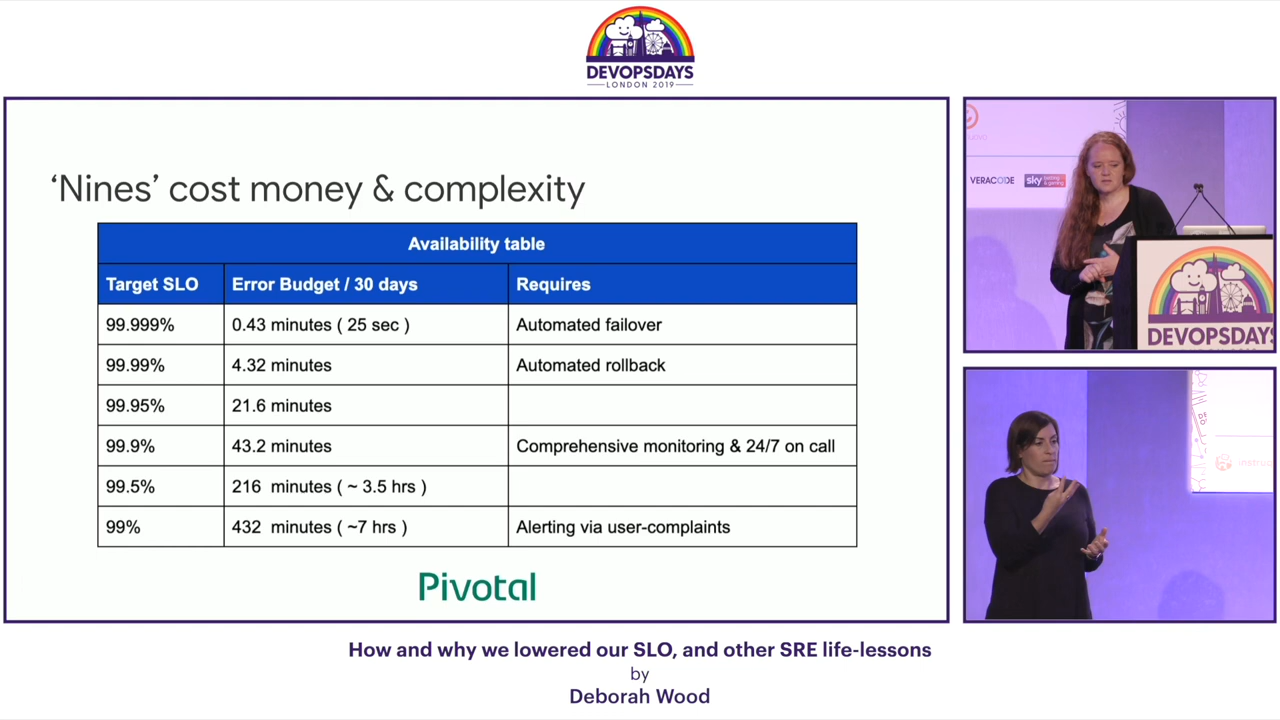 DEVOPSDAYS
LONDON 2019
‘Nines’ cost money & complexity
Availability table
Target SLO Error Budget / 30 days Requires
99.999% 0.43 minutes ( 25 sec ) Automated failover
99.99% 4.32 minutes Automated rollback
99.95% 21.6 minutes
99.9% 43.2 minutes Comprehensive monitoring & 24/7 on call
99.5% 216 minutes ( ~ 3.5 hrs )
99% 432 minutes ( ~7 hrs ) Alerting via user-complaints
Pivotal
VERACODE sky betting & gaming
DEVOPSDAYS
How and why we lowered our SLO, and other SRE life-lessons
by
Deborah Wood